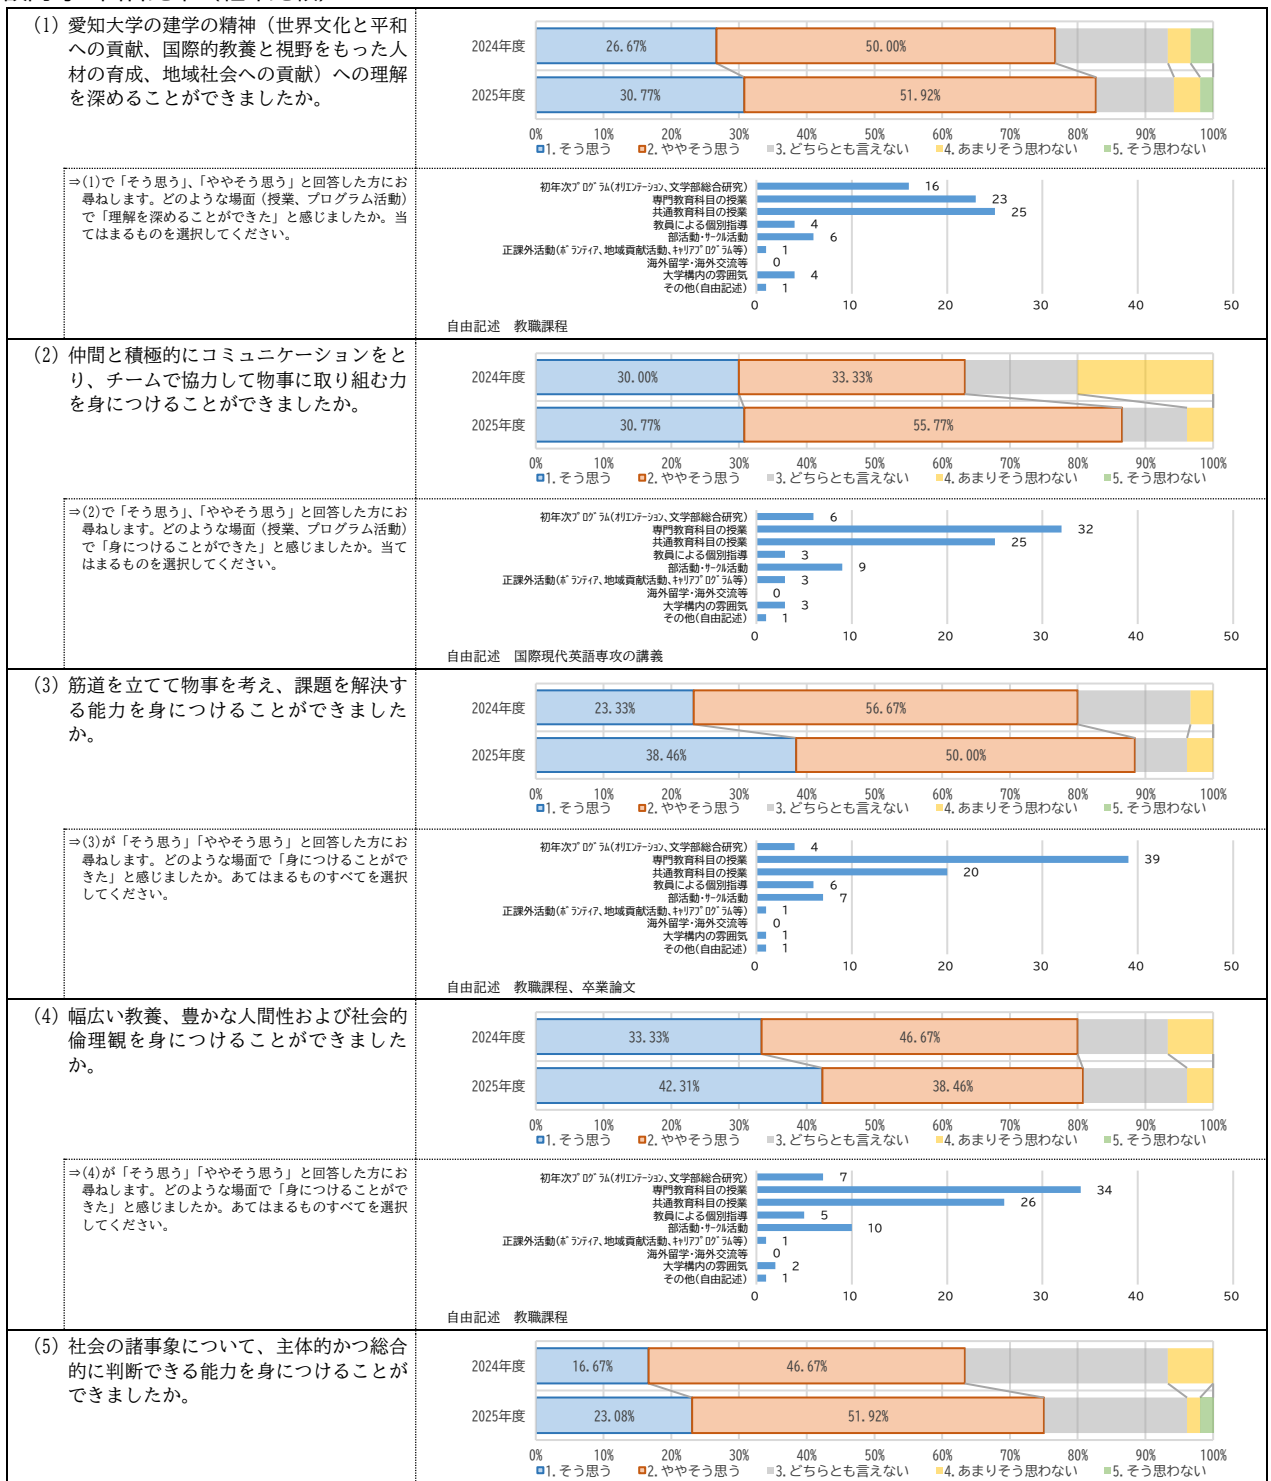 (1) 愛知大学の建学の精神（世界文化と平和
への貢献、国際的教養と視野をもった人
材の育成、地域社会への貢献）への理解
を深めることができましたか。
2024年度 26.67% 50.00%
2025年度 30.77% 51.92%
0% 10% 20% 30% 40% 50% 60% 70% 80% 90% 100%
1.そう思う 2.ややそう思う 3.どちらとも言えない 4.あまりそう思わない 5.そう思わない
⇒(1)で「そう思う」、「ややそう思う」と回答した方にお
尋ねします。どのような場面（授業、プログラム活動）
で「理解を深めることができた」と感じましたか。当
てはまるものを選択してください。
初年次ﾌﾟﾛｸﾞﾗﾑ(ｵﾘｴﾝﾃｰｼｮﾝ、文学部総合研究) 16
専門教育科目の授業 23
共通教育科目の授業 25
教員による個別指導 4
部活動･ｻｰｸﾙ活動 6
正課外活動(ﾎﾞﾗﾝﾃｨｱ、地域貢献活動、ｷｬﾘｱﾌﾟﾛｸﾞﾗﾑ等) 1
海外留学･海外交流等 0
大学構内の雰囲気 4
その他(自由記述) 1
0 10 20 30 40 50
自由記述　教職課程
(2) 仲間と積極的にコミュニケーションをと
り、チームで協力して物事に取り組む力
を身につけることができましたか。
2024年度 30.00% 33.33%
2025年度 30.77% 55.77%
0% 10% 20% 30% 40% 50% 60% 70% 80% 90% 100%
1.そう思う 2.ややそう思う 3.どちらとも言えない 4.あまりそう思わない 5.そう思わない
⇒(2)で「そう思う」、「ややそう思う」と回答した方にお
尋ねします。どのような場面（授業、プログラム活動）
で「身につけることができた」と感じましたか。当て
はまるものを選択してください。
初年次ﾌﾟﾛｸﾞﾗﾑ(ｵﾘｴﾝﾃｰｼｮﾝ、文学部総合研究) 6
専門教育科目の授業 32
共通教育科目の授業 25
教員による個別指導 3
部活動･ｻｰｸﾙ活動 9
正課外活動(ﾎﾞﾗﾝﾃｨｱ、地域貢献活動、ｷｬﾘｱﾌﾟﾛｸﾞﾗﾑ等) 3
海外留学･海外交流等 0
大学構内の雰囲気 3
その他(自由記述) 1
0 10 20 30 40 50
自由記述　国際現代英語専攻の講義
(3) 筋道を立てて物事を考え、課題を解決す
る能力を身につけることができました
か。
2024年度 23.33% 56.67%
2025年度 38.46% 50.00%
0% 10% 20% 30% 40% 50% 60% 70% 80% 90% 100%
1.そう思う 2.ややそう思う 3.どちらとも言えない 4.あまりそう思わない 5.そう思わない
⇒(3)が「そう思う」「ややそう思う」と回答した方にお
尋ねします。どのような場面で「身につけることがで
きた」と感じましたか。あてはまるものすべてを選択
してください。
初年次ﾌﾟﾛｸﾞﾗﾑ(ｵﾘｴﾝﾃｰｼｮﾝ、文学部総合研究) 4
専門教育科目の授業 39
共通教育科目の授業 20
教員による個別指導 6
部活動･ｻｰｸﾙ活動 7
正課外活動(ﾎﾞﾗﾝﾃｨｱ、地域貢献活動、ｷｬﾘｱﾌﾟﾛｸﾞﾗﾑ等) 1
海外留学･海外交流等 0
大学構内の雰囲気 1
その他(自由記述) 1
0 10 20 30 40 50
自由記述　教職課程、卒業論文
(4) 幅広い教養、豊かな人間性および社会的
倫理観を身につけることができました
か。
2024年度 33.33% 46.67%
2025年度 42.31% 38.46%
0% 10% 20% 30% 40% 50% 60% 70% 80% 90% 100%
1.そう思う 2.ややそう思う 3.どちらとも言えない 4.あまりそう思わない 5.そう思わない
⇒(4)が「そう思う」「ややそう思う」と回答した方にお
尋ねします。どのような場面で「身につけることがで
きた」と感じましたか。あてはまるものすべてを選択
してください。
初年次ﾌﾟﾛｸﾞﾗﾑ(ｵﾘｴﾝﾃｰｼｮﾝ、文学部総合研究) 7
専門教育科目の授業 34
共通教育科目の授業 26
教員による個別指導 5
部活動･ｻｰｸﾙ活動 10
正課外活動(ﾎﾞﾗﾝﾃｨｱ、地域貢献活動、ｷｬﾘｱﾌﾟﾛｸﾞﾗﾑ等) 1
海外留学･海外交流等 0
大学構内の雰囲気 2
その他(自由記述) 1
0 10 20 30 40 50
自由記述　教職課程
(5) 社会の諸事象について、主体的かつ総合
的に判断できる能力を身につけることが
できましたか。
2024年度 16.67% 46.67%
2025年度 23.08% 51.92%
0% 10% 20% 30% 40% 50% 60% 70% 80% 90% 100%
1.そう思う 2.ややそう思う 3.どちらとも言えない 4.あまりそう思わない 5.そう思わない